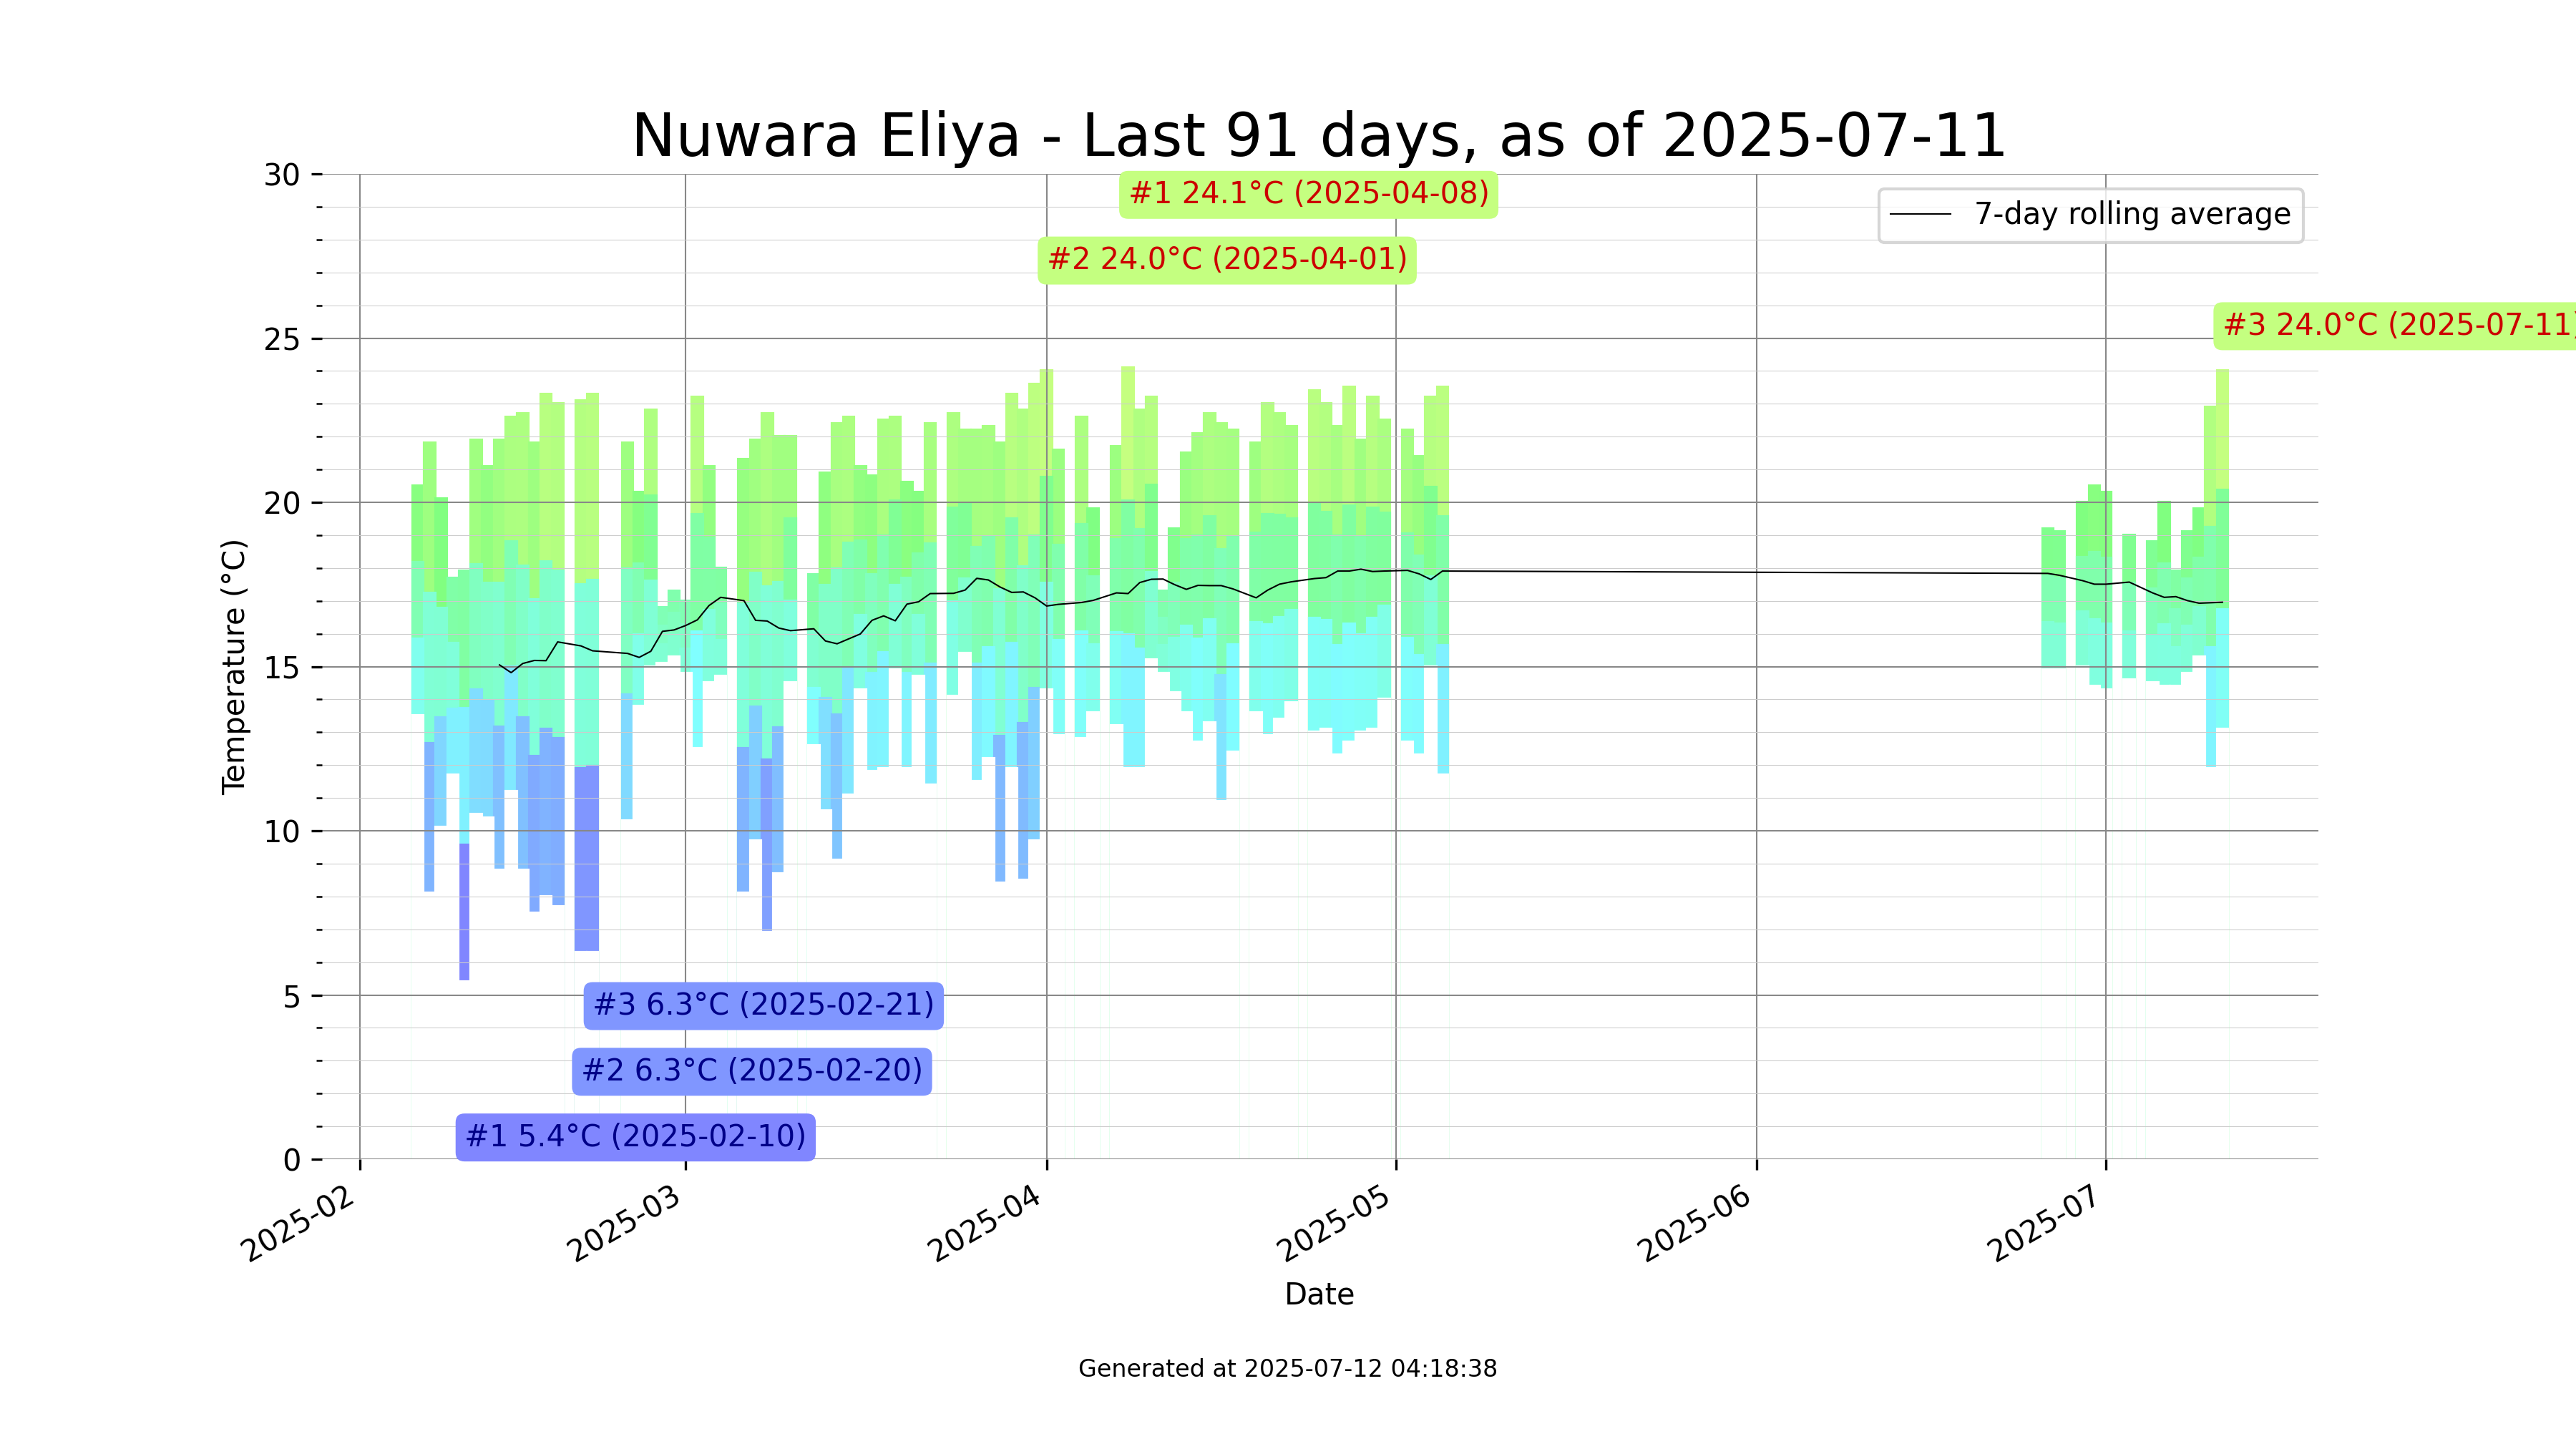 Nuwara Eliya - Last 91 days, as of 2025-07-11
30
25
20
15
10
5
0
Temperature (°C)
#1 24.1°C (2025-04-08)
#2 24.0°C (2025-04-01)
7-day rolling average
#3 24.0°C (2025-07-11)
#3 6.3°C (2025-02-21)
#2 6.3°C (2025-02-20)
#1 5.4°C (2025-02-10)
2025-02
2025-03
2025-04
2025-05
2025-06
2025-07
Date
Generated at 2025-07-12 04:18:38